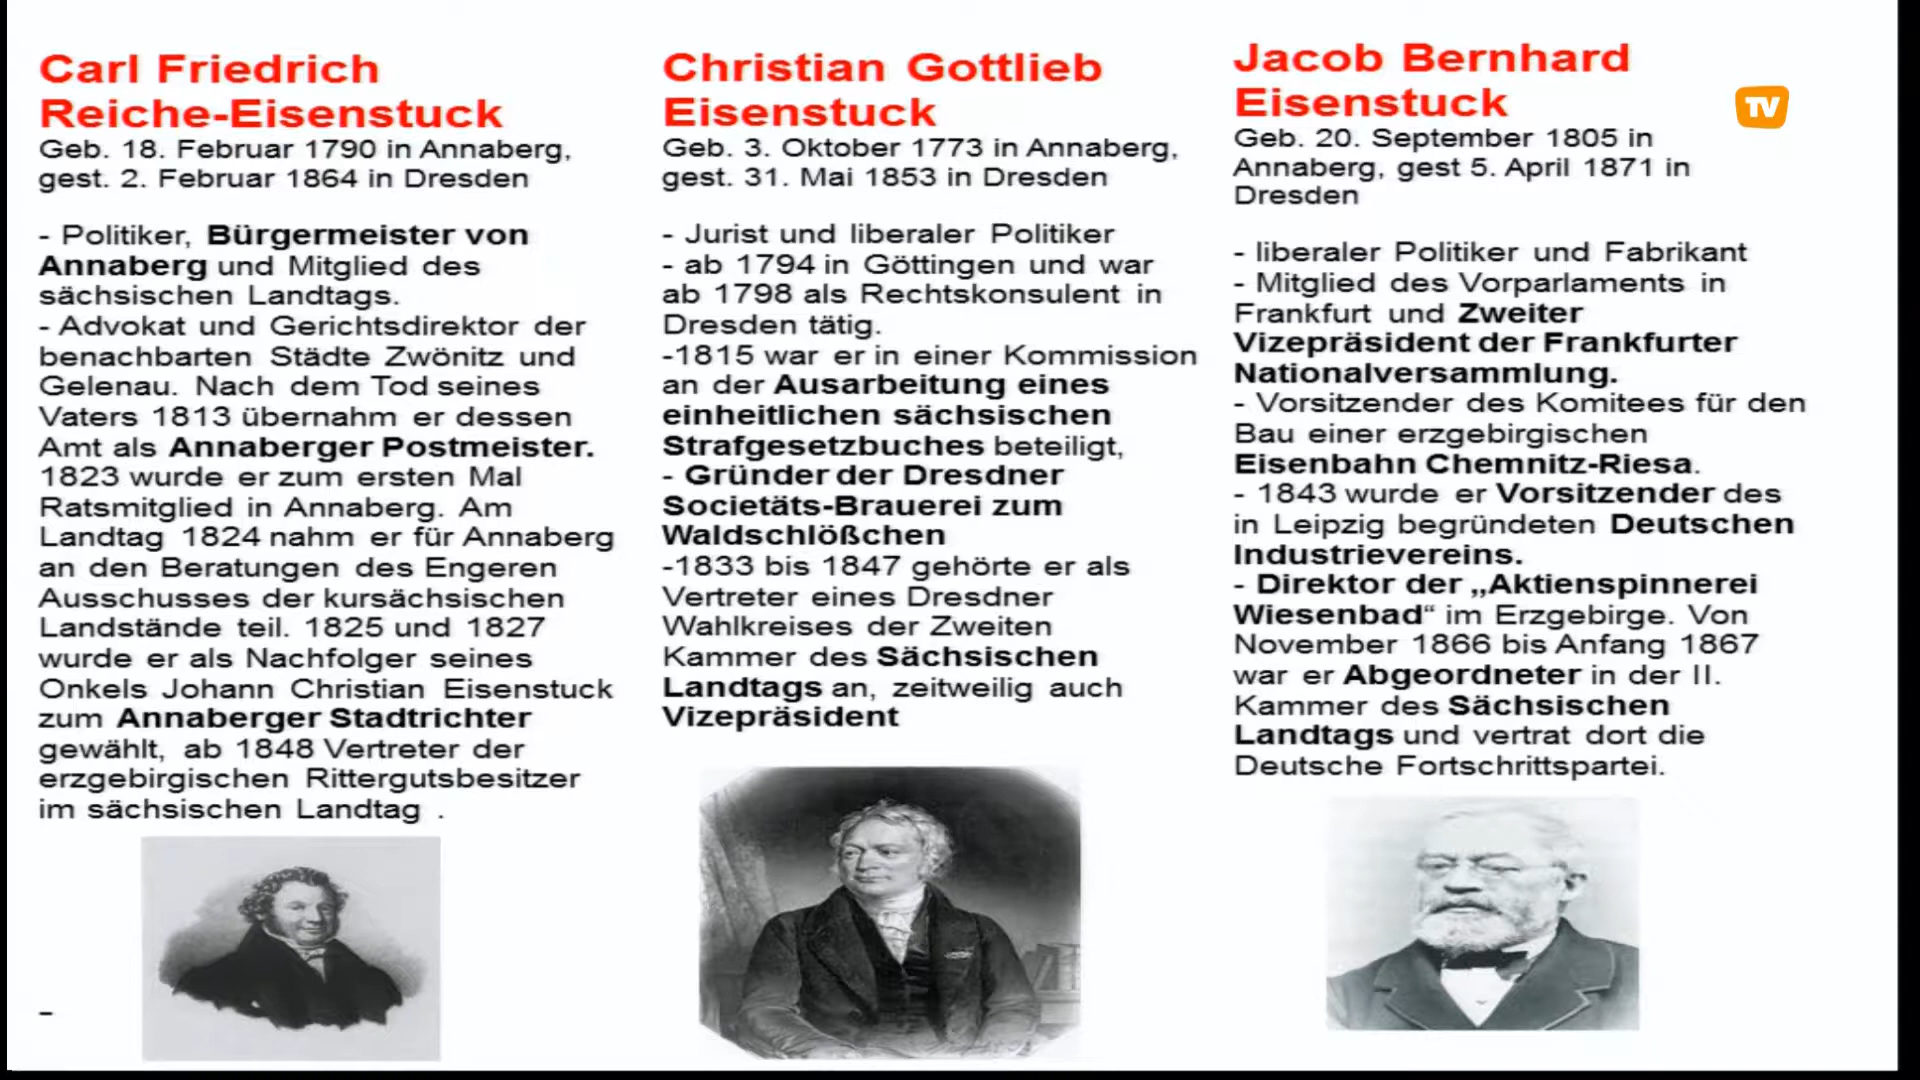 Carl Friedrich
Reiche-Eisenstuck
Geb. 18. Februar 1790 in Annaberg,
gest. 2. Februar 1864 in Dresden
- Politiker, Bürgermeister von
Annaberg und Mitglied des
sächsischen Landtags.
- Advokat und Gerichtsdirektor der
benachbarten Städte Zwönitz und
Gelenau. Nach dem Tod seines
Vaters 1813 übernahm er dessen
Amt als Annaberger Postmeister.
1823 wurde er zum ersten Mal
Ratsmitglied in Annaberg. Am
Landtag 1824 nahm er für Annaberg
an den Beratungen des Engeren
Ausschusses der kursächsischen
Landstände teil. 1825 und 1827
wurde er als Nachfolger seines
Onkels Johann Christian Eisenstuck
zum Annaberger Stadtrichter
gewählt, ab 1848 Vertreter der
erzgebirgischen Rittergutsbesitzer
im sächsischen Landtag .
-
Christian Gottlieb
Eisenstuck
Geb. 3. Oktober 1773 in Annaberg,
gest. 31. Mai 1853 in Dresden
- Jurist und liberaler Politiker
- ab 1794 in Göttingen und war
ab 1798 als Rechtskonsulent in
Dresden tätig.
-1815 war er in einer Kommission
an der Ausarbeitung eines
einheitlichen sächsischen
Strafgesetzbuches beteiligt,
- Gründer der Dresdner
Societäts-Brauerei zum
Waldschlößchen
-1833 bis 1847 gehörte er als
Vertreter eines Dresdner
Wahlkreises der Zweiten
Kammer des Sächsischen
Landtags an, zeitweilig auch
Vizepräsident
Jacob Bernhard
Eisenstuck
Geb. 20. September 1805 in
Annaberg, gest 5. April 1871 in
Dresden
- liberaler Politiker und Fabrikant
- Mitglied des Vorparlaments in
Frankfurt und Zweiter
Vizepräsident der Frankfurter
Nationalversammlung.
- Vorsitzender des Komitees für den
Bau einer erzgebirgischen
Eisenbahn Chemnitz-Riesa.
- 1843 wurde er Vorsitzender des
in Leipzig begründeten Deutschen
Industrievereins.
- Direktor der „Aktienspinnerei
Wiesenbad“ im Erzgebirge. Von
November 1866 bis Anfang 1867
war er Abgeordneter in der II.
Kammer des Sächsischen
Landtags und vertrat dort die
Deutsche Fortschrittspartei.
TV